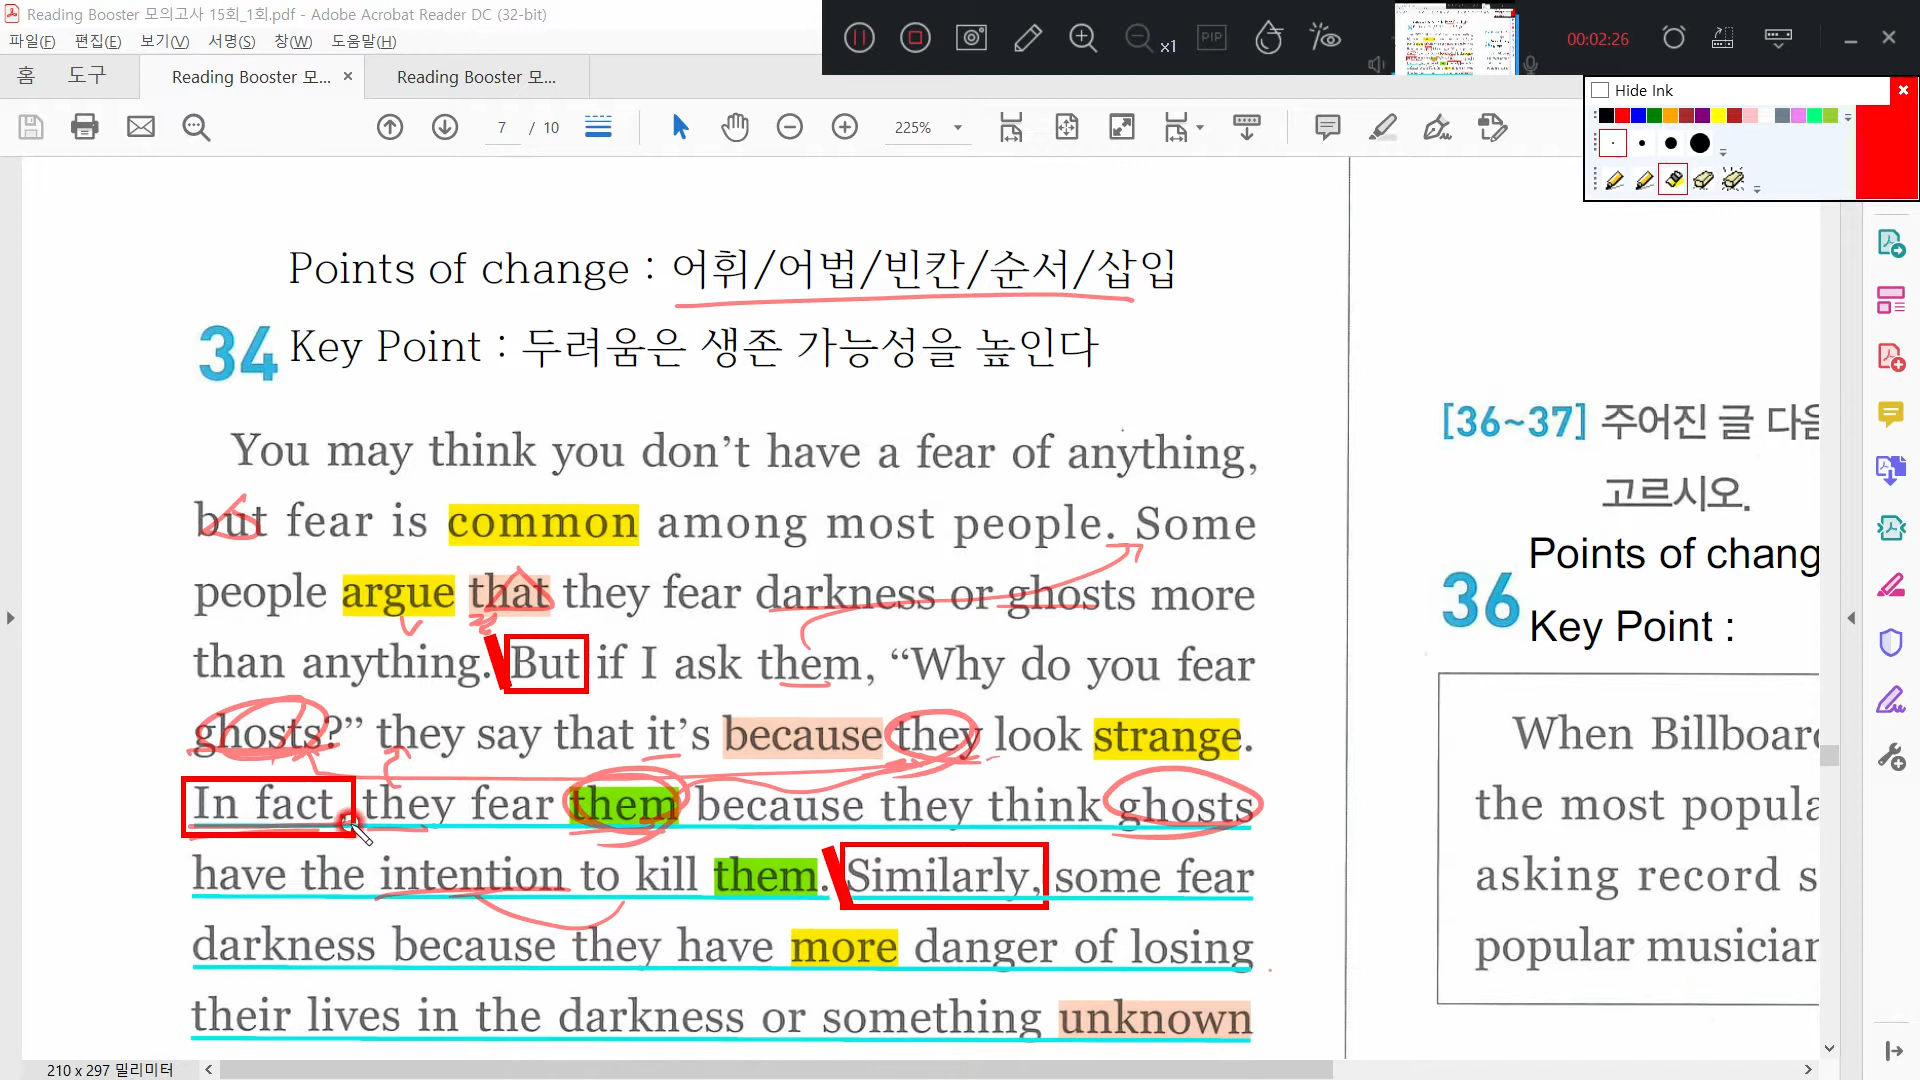 Reading Booster 모의고사 15회_1회.pdf - Adobe Acrobat Reader DC (32-bit)
파일(F) 편집(E) 보기(V) 서명(S) 창(W) 도움말(H)
홈 도구 Reading Booster 모... × Reading Booster 모...
x1 PIP 00:02:26
Hide Ink
7 / 10 225%
Points of change : 어휘/어법/빈칸/순서/삽입
34 Key Point : 두려움은 생존 가능성을 높인다
You may think you don't have a fear of anything,
but fear is common among most people. Some
people argue that they fear darkness or ghosts more
than anything. But if I ask them, “Why do you fear
ghosts?” they say that it's because they look strange.
In fact, they fear them because they think ghosts
have the intention to kill them. Similarly, some fear
darkness because they have more danger of losing
their lives in the darkness or something unknown
[36~37] 주어진 글 다음
고르시오.
Points of chang
36 Key Point :
When Billboard
the most popula
asking record s
popular musician
210 x 297 밀리미터